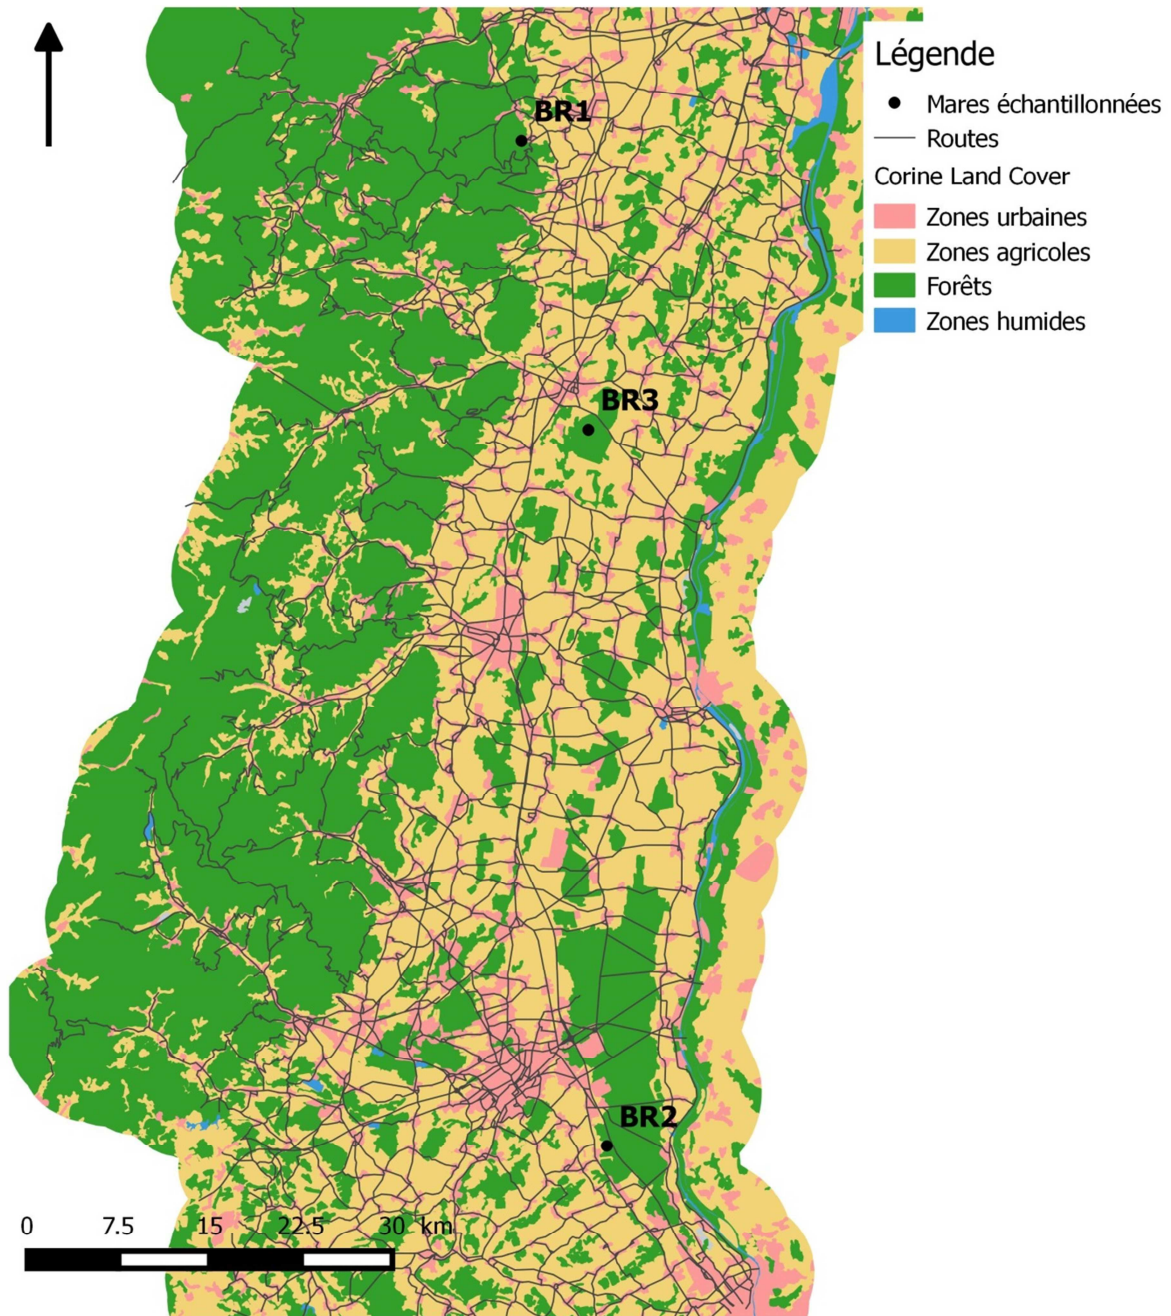 Légende
Mares échantillonnées
Routes
Corine Land Cover
Zones urbaines
Zones agricoles
Forêts
Zones humides
BR1
BR3
BR2
0 7.5 15 22.5 30 km